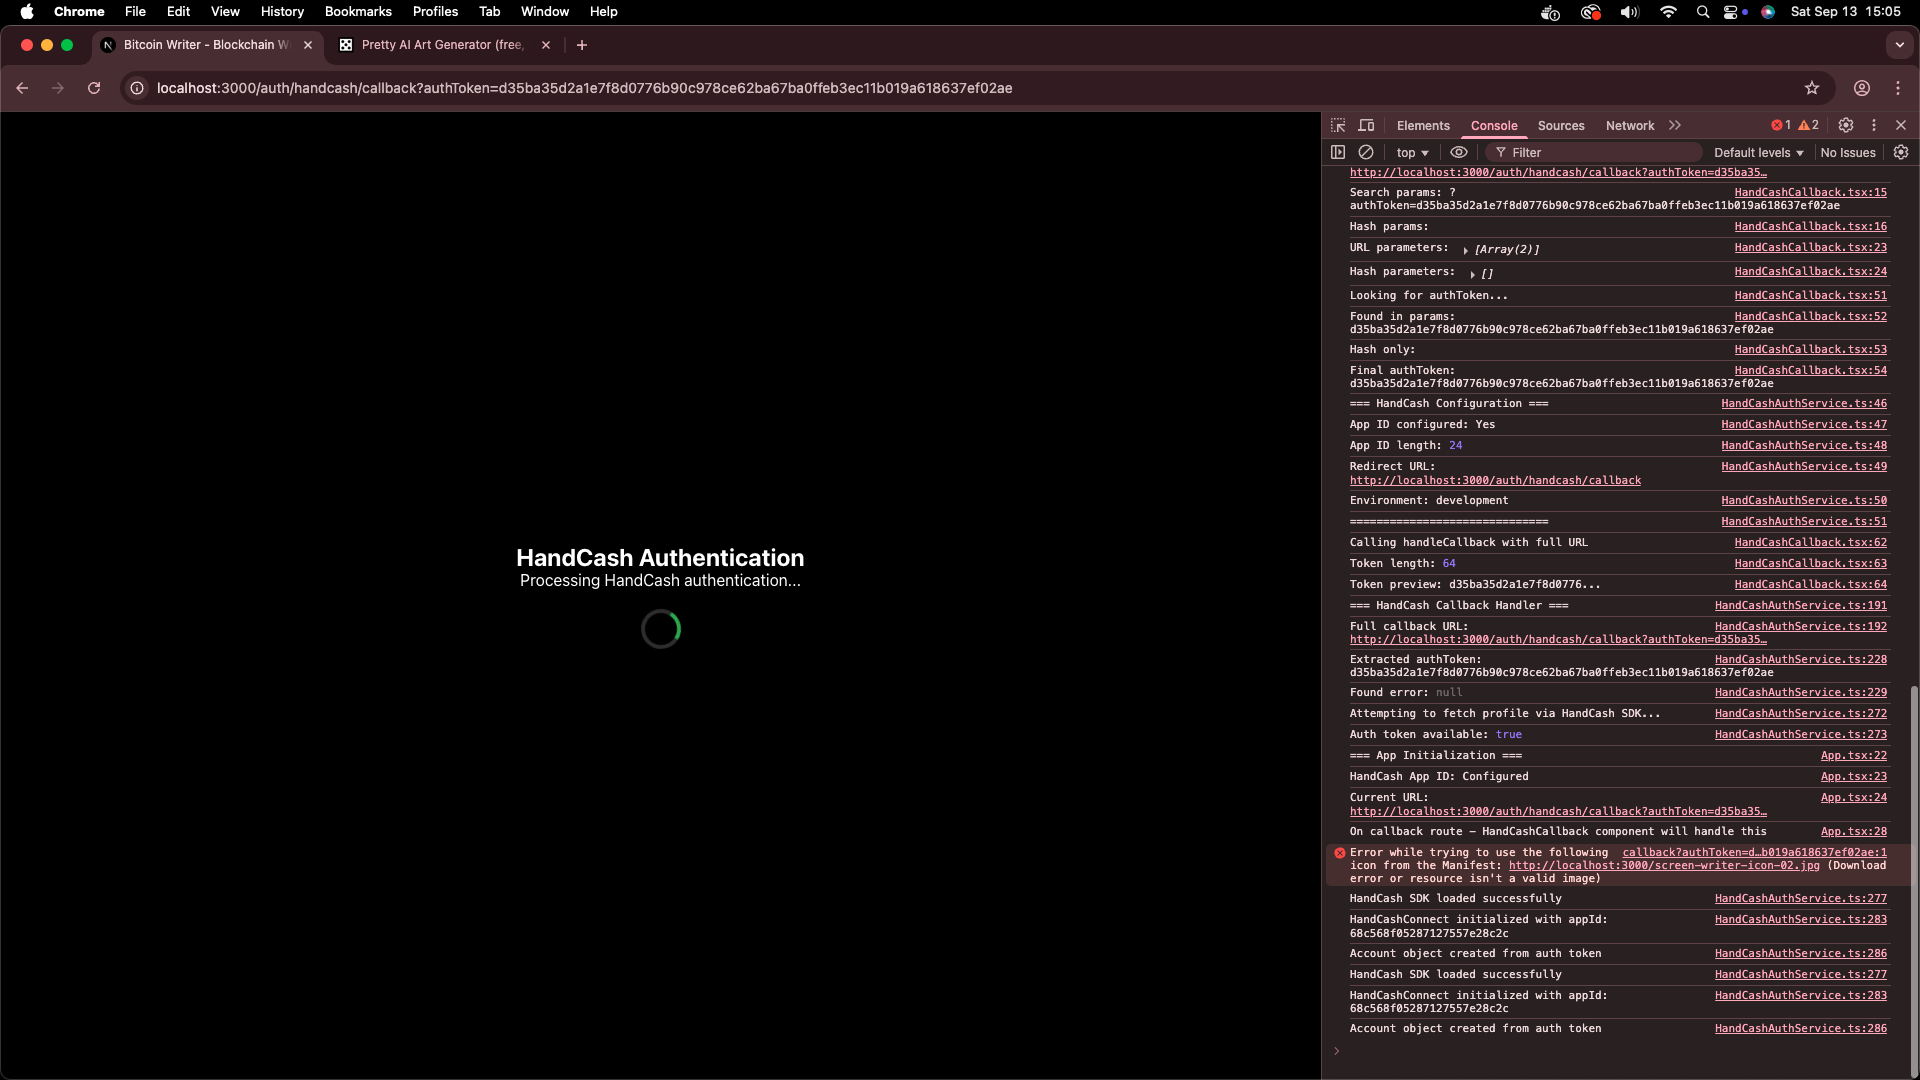 Chrome File Edit View History Bookmarks Profiles Tab Window Help Sat Sep 13 15:05
Bitcoin Writer - Blockchain W Pretty AI Art Generator (free,
localhost:3000/auth/handcash/callback?authToken=d35ba35d2a1e7f8d0776b90c978ce62ba67ba0ffeb3ec11b019a618637ef02ae
HandCash Authentication
Processing HandCash authentication...
Elements Console Sources Network 1 2
top Filter Default levels No Issues
http://localhost:3000/auth/handcash/callback?authToken=d35ba35…
Search params: ? HandCashCallback.tsx:15
authToken=d35ba35d2a1e7f8d0776b90c978ce62ba67ba0ffeb3ec11b019a618637ef02ae
Hash params: HandCashCallback.tsx:16
URL parameters: [Array(2)] HandCashCallback.tsx:23
Hash parameters: [] HandCashCallback.tsx:24
Looking for authToken... HandCashCallback.tsx:51
Found in params: HandCashCallback.tsx:52
d35ba35d2a1e7f8d0776b90c978ce62ba67ba0ffeb3ec11b019a618637ef02ae
Hash only: HandCashCallback.tsx:53
Final authToken: HandCashCallback.tsx:54
d35ba35d2a1e7f8d0776b90c978ce62ba67ba0ffeb3ec11b019a618637ef02ae
=== HandCash Configuration === HandCashAuthService.ts:46
App ID configured: Yes HandCashAuthService.ts:47
App ID length: 24 HandCashAuthService.ts:48
Redirect URL: HandCashAuthService.ts:49
http://localhost:3000/auth/handcash/callback
Environment: development HandCashAuthService.ts:50
============================== HandCashAuthService.ts:51
Calling handleCallback with full URL HandCashCallback.tsx:62
Token length: 64 HandCashCallback.tsx:63
Token preview: d35ba35d2a1e7f8d0776... HandCashCallback.tsx:64
=== HandCash Callback Handler === HandCashAuthService.ts:191
Full callback URL: HandCashAuthService.ts:192
http://localhost:3000/auth/handcash/callback?authToken=d35ba35…
Extracted authToken: HandCashAuthService.ts:228
d35ba35d2a1e7f8d0776b90c978ce62ba67ba0ffeb3ec11b019a618637ef02ae
Found error: null HandCashAuthService.ts:229
Attempting to fetch profile via HandCash SDK... HandCashAuthService.ts:272
Auth token available: true HandCashAuthService.ts:273
=== App Initialization === App.tsx:22
HandCash App ID: Configured App.tsx:23
Current URL: App.tsx:24
http://localhost:3000/auth/handcash/callback?authToken=d35ba35…
On callback route – HandCashCallback component will handle this App.tsx:28
Error while trying to use the following callback?authToken=d…b019a618637ef02ae:1
icon from the Manifest: http://localhost:3000/screen-writer-icon-02.jpg (Download
error or resource isn't a valid image)
HandCash SDK loaded successfully HandCashAuthService.ts:277
HandCashConnect initialized with appId: HandCashAuthService.ts:283
68c568f05287127557e28c2c
Account object created from auth token HandCashAuthService.ts:286
HandCash SDK loaded successfully HandCashAuthService.ts:277
HandCashConnect initialized with appId: HandCashAuthService.ts:283
68c568f05287127557e28c2c
Account object created from auth token HandCashAuthService.ts:286